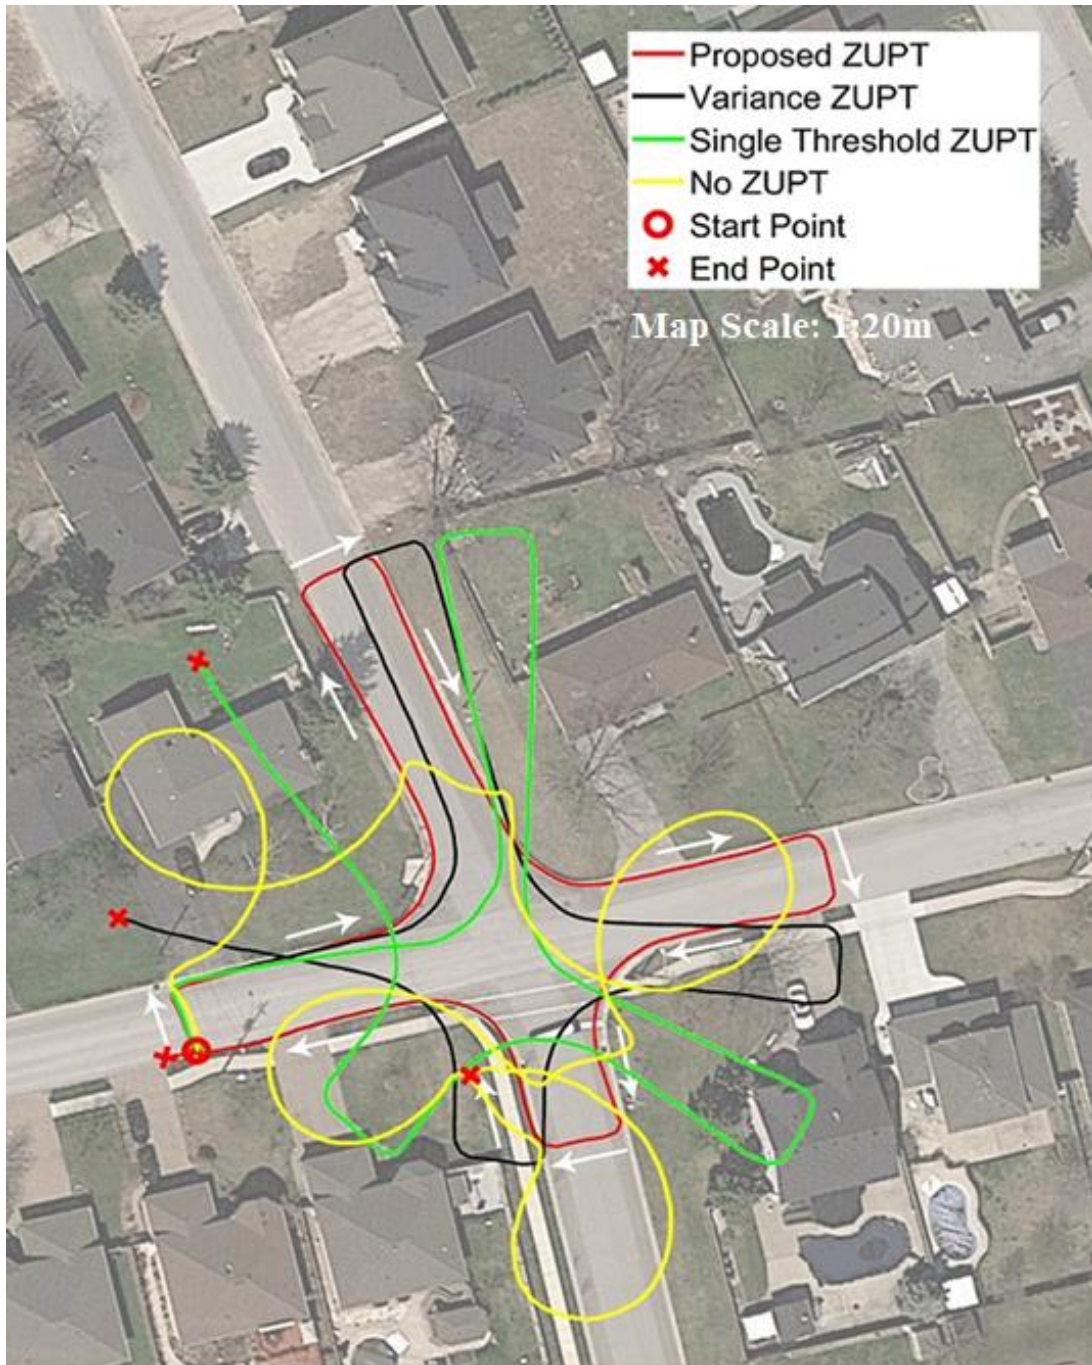 Proposed ZUPT
Variance ZUPT
Single Threshold ZUPT
No ZUPT
Start Point
End Point
Map Scale: 1:20m